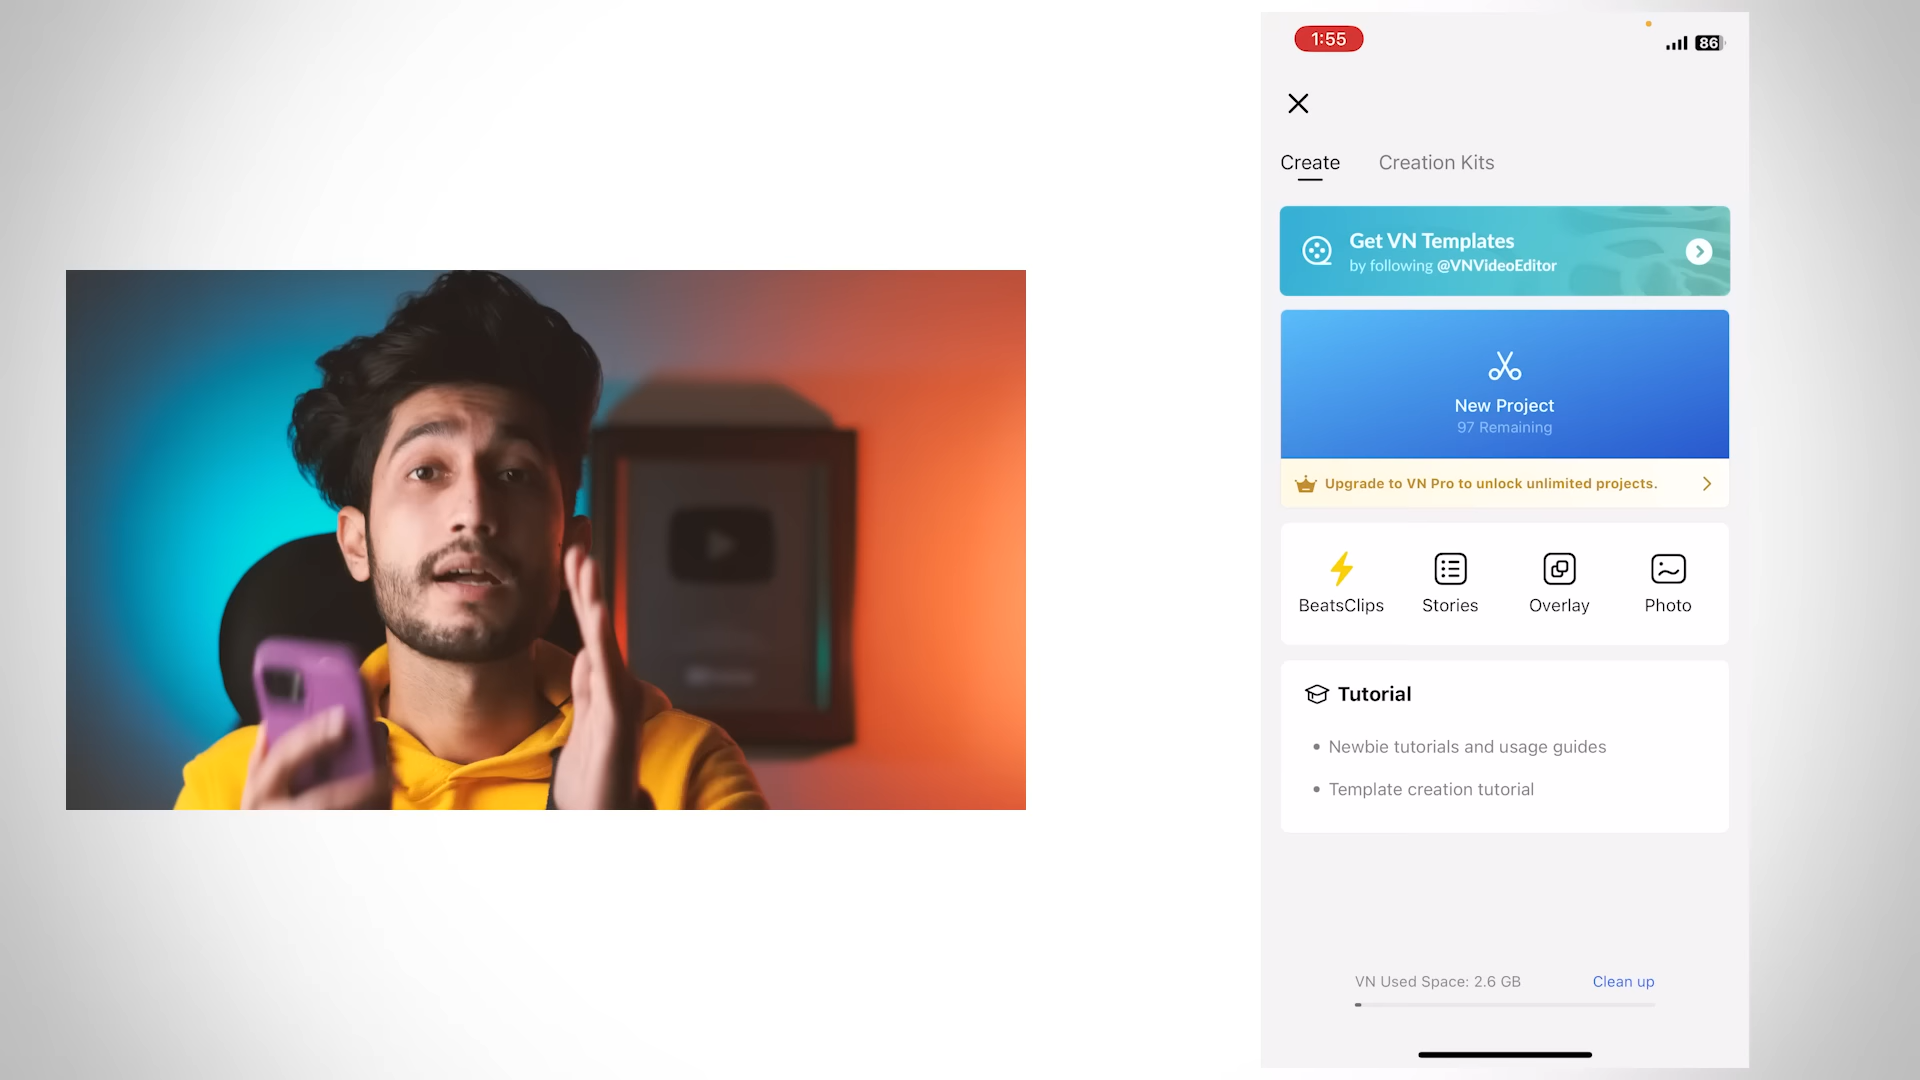 1:55
86
Create
Creation Kits
Get VN Templates
by following @VNVideoEditor
New Project
97 Remaining
Upgrade to VN Pro to unlock unlimited projects.
BeatsClips
Stories
Overlay
Photo
Tutorial
• Newbie tutorials and usage guides
• Template creation tutorial
VN Used Space: 2.6 GB
Clean up